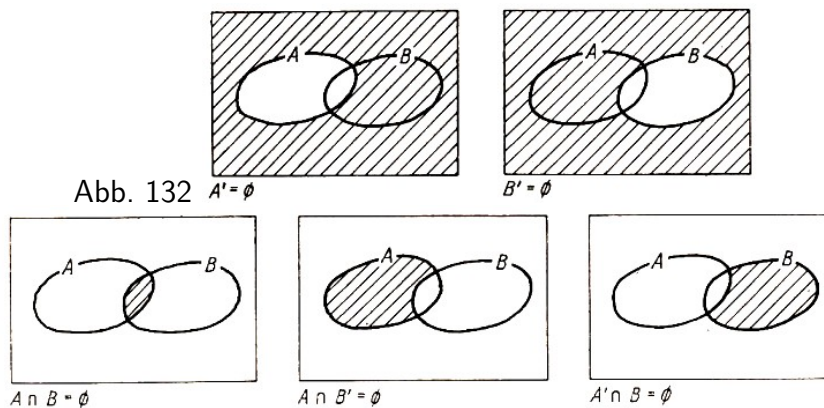 A B
A B
Abb. 132 A' = ϕ B' = ϕ
A B
A B
A B
A ∩ B = ϕ A ∩ B' = ϕ A' ∩ B = ϕ